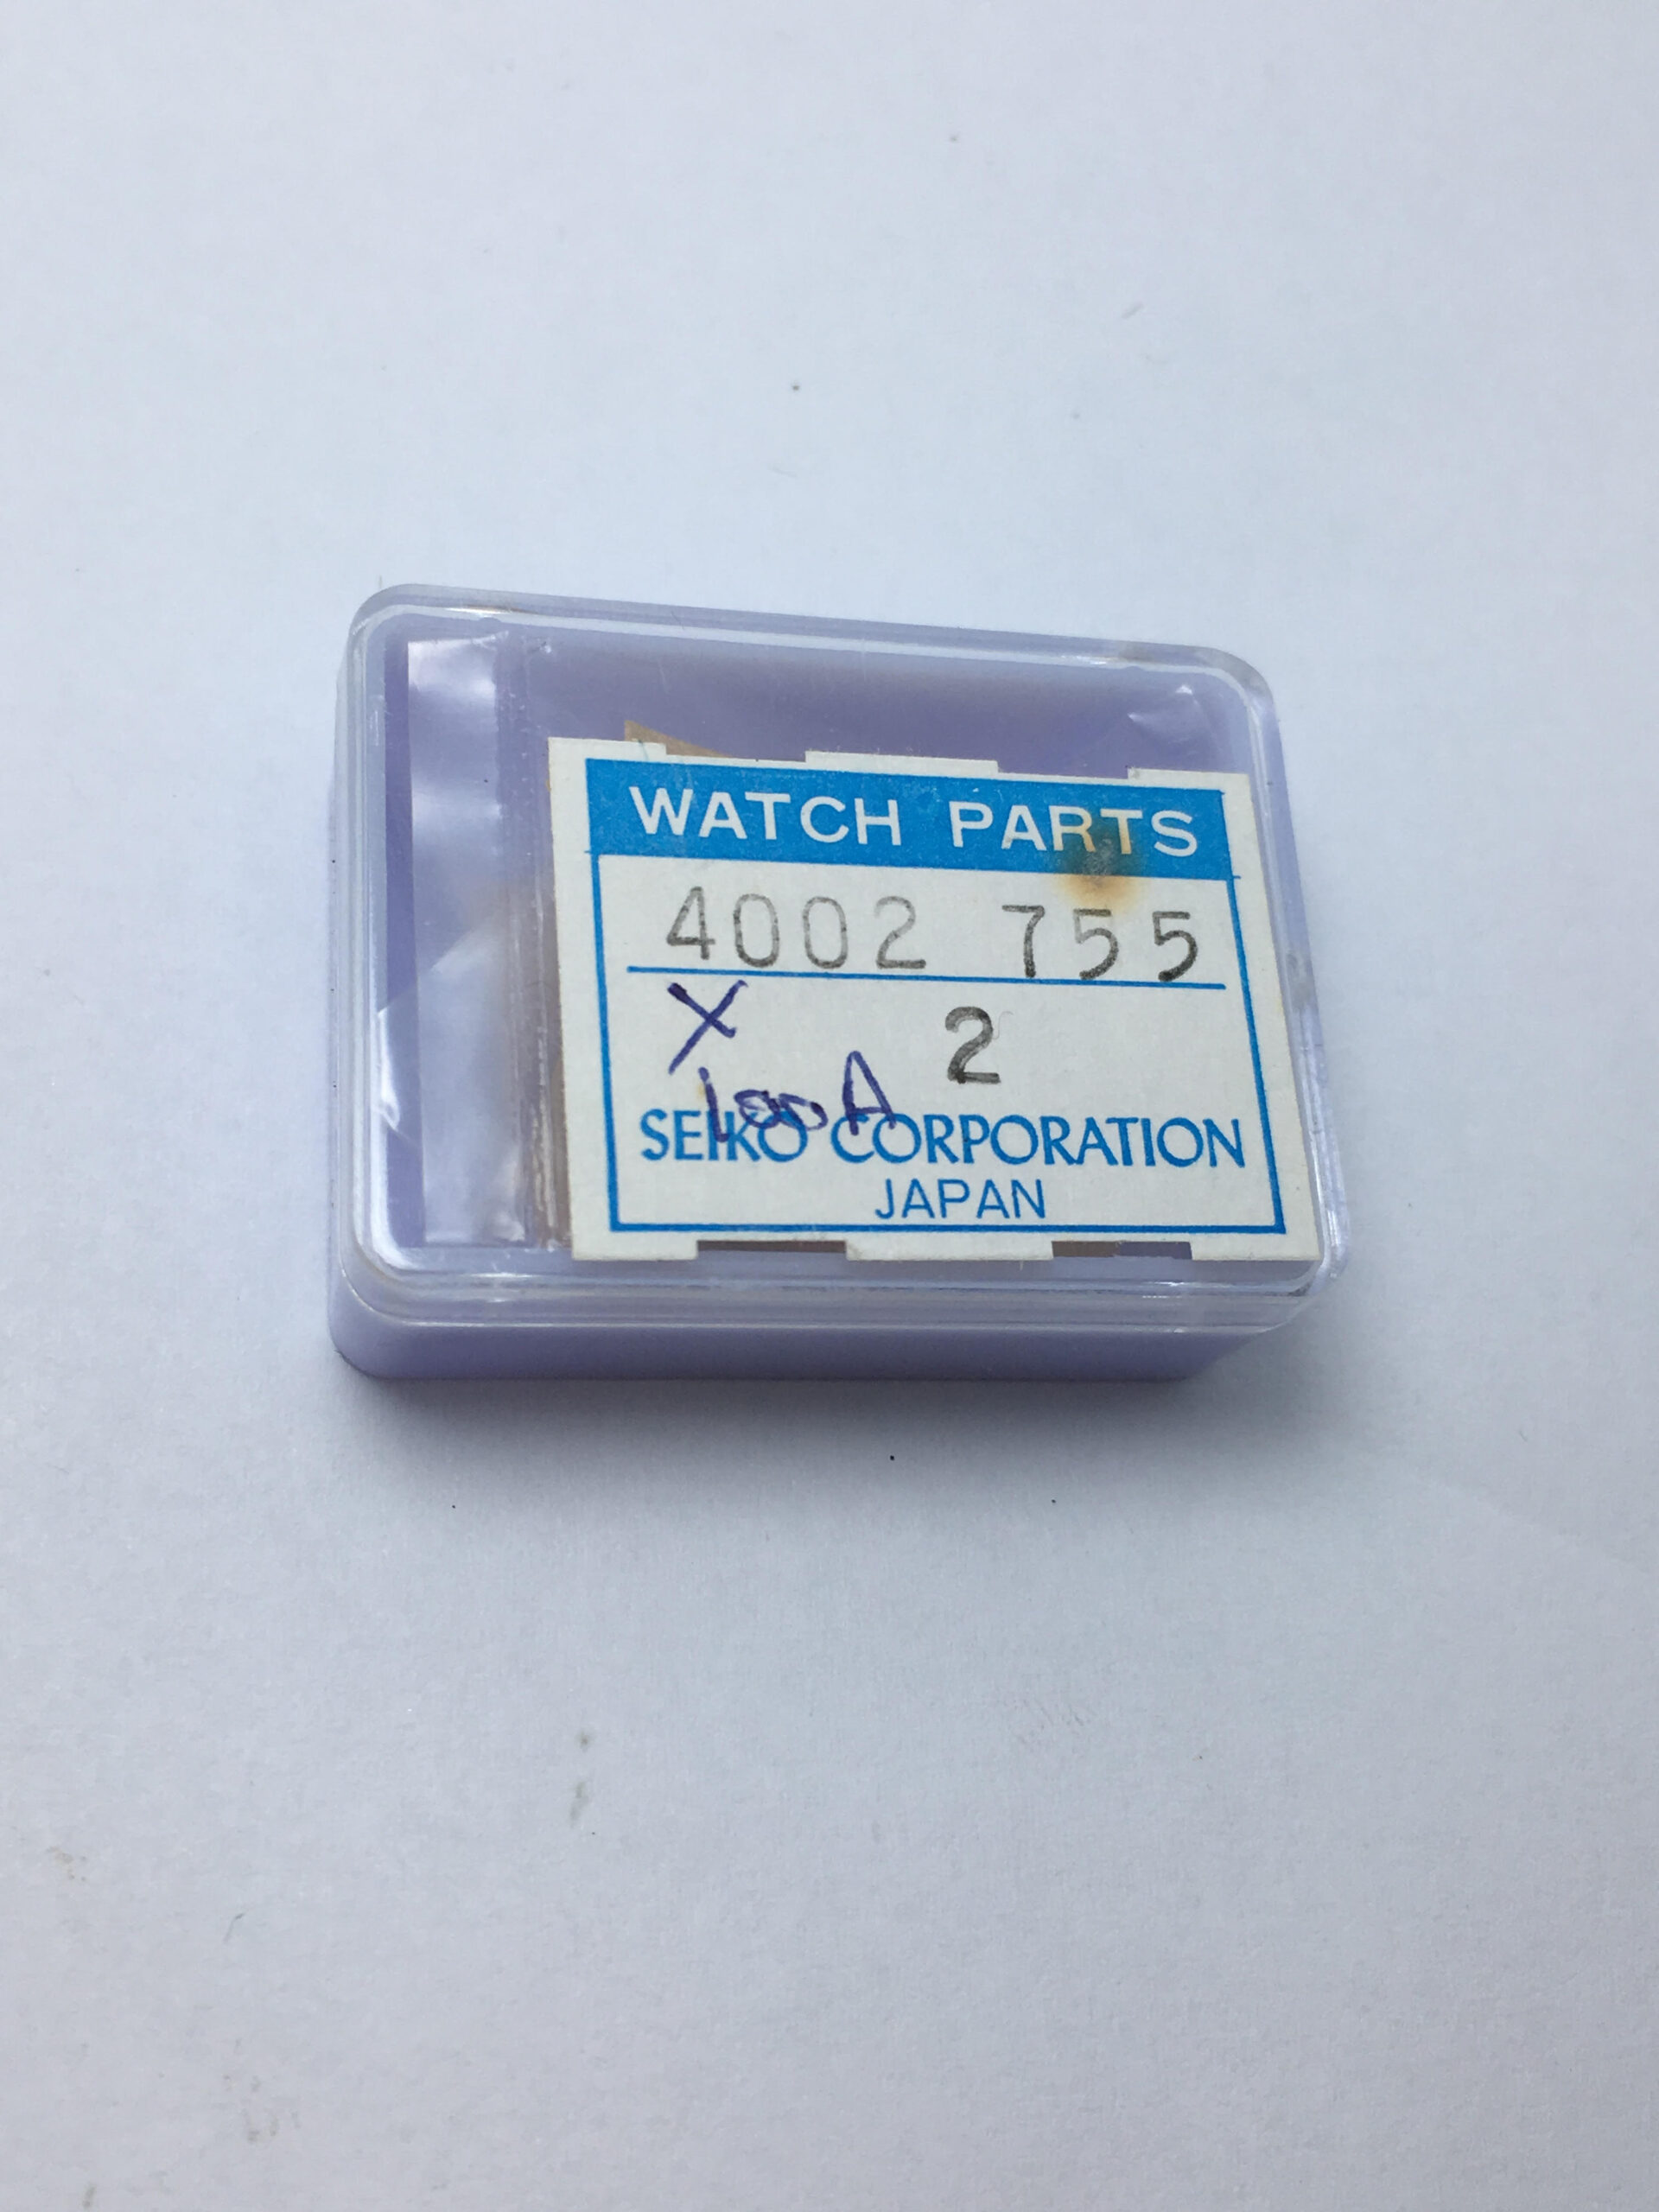 WATCH PARTS
4002 755
X 2
100A
SEIKO CORPORATION
JAPAN